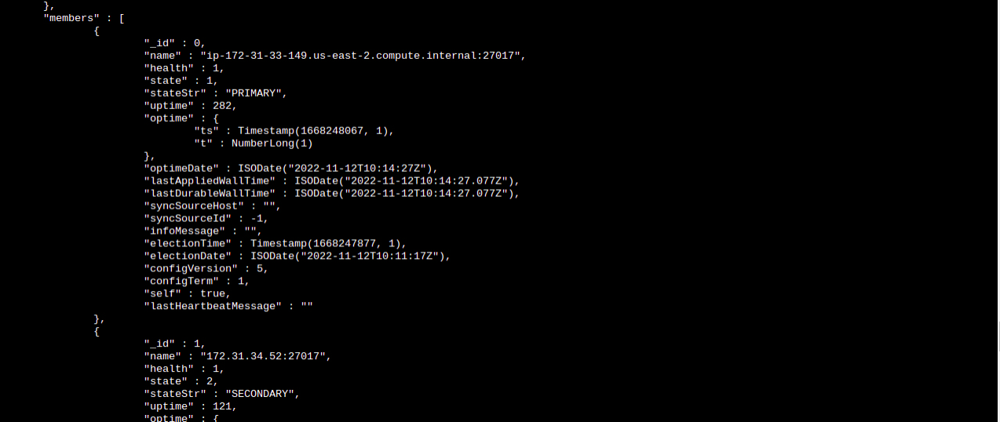 },
"members" : [
{
"_id" : 0,
"name" : "ip-172-31-33-149.us-east-2.compute.internal:27017",
"health" : 1,
"state" : 1,
"stateStr" : "PRIMARY",
"uptime" : 282,
"optime" : {
"ts" : Timestamp(1668248067, 1),
"t" : NumberLong(1)
},
"optimeDate" : ISODate("2022-11-12T10:14:27Z"),
"lastAppliedWallTime" : ISODate("2022-11-12T10:14:27.077Z"),
"lastDurableWallTime" : ISODate("2022-11-12T10:14:27.077Z"),
"syncSourceHost" : "",
"syncSourceId" : -1,
"infoMessage" : "",
"electionTime" : Timestamp(1668247877, 1),
"electionDate" : ISODate("2022-11-12T10:11:17Z"),
"configVersion" : 5,
"configTerm" : 1,
"self" : true,
"lastHeartbeatMessage" : ""
},
{
"_id" : 1,
"name" : "172.31.34.52:27017",
"health" : 1,
"state" : 2,
"stateStr" : "SECONDARY",
"uptime" : 121,
"optime" : {